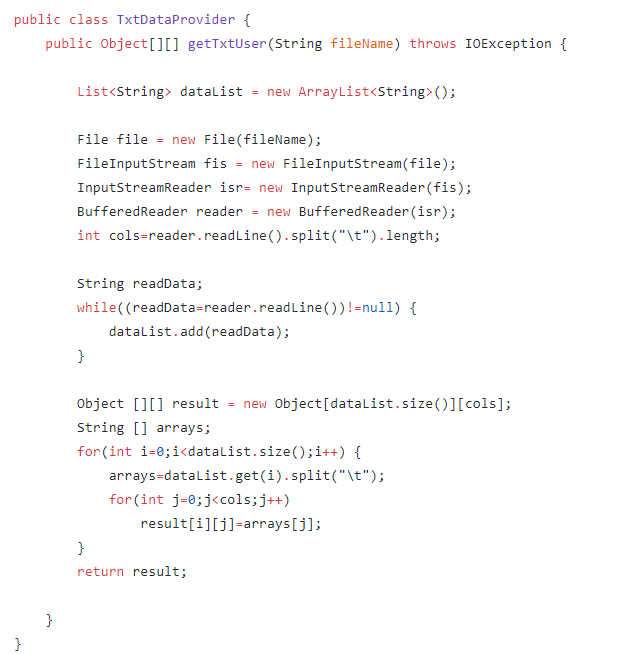 public class TxtDataProvider {
    public Object[][] getTxtUser(String fileName) throws IOException {

        List<String> dataList = new ArrayList<String>();

        File file = new File(fileName);
        FileInputStream fis = new FileInputStream(file);
        InputStreamReader isr= new InputStreamReader(fis);
        BufferedReader reader = new BufferedReader(isr);
        int cols=reader.readLine().split("\t").length;

        String readData;
        while((readData=reader.readLine())!=null) {
            dataList.add(readData);
        }

        Object [][] result = new Object[dataList.size()][cols];
        String [] arrays;
        for(int i=0;i<dataList.size();i++) {
            arrays=dataList.get(i).split("\t");
            for(int j=0;j<cols;j++)
                result[i][j]=arrays[j];
        }
        return result;

    }
}